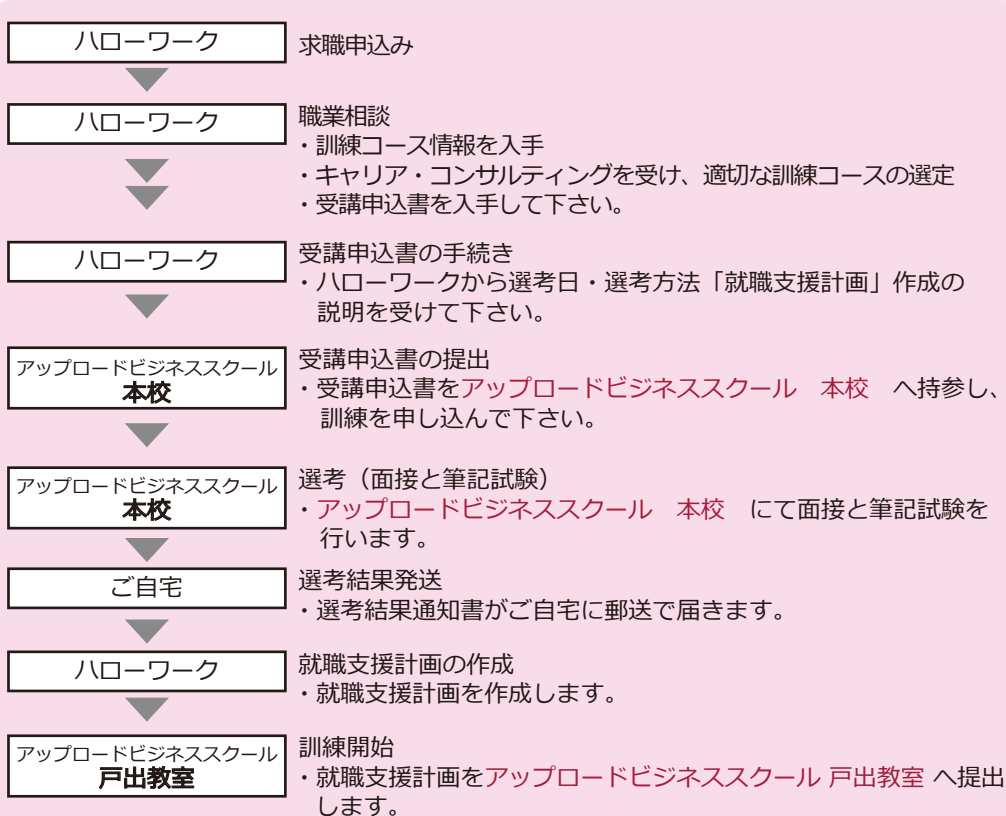 ハローワーク
求職申込み
ハローワーク
職業相談
・訓練コース情報を入手
・キャリア・コンサルティングを受け、適切な訓練コースの選定
・受講申込書を入手して下さい。
ハローワーク
受講申込書の手続き
・ハローワークから選考日・選考方法「就職支援計画」作成の
説明を受けて下さい。
アップロードビジネススクール
本校
受講申込書の提出
・受講申込書をアップロードビジネススクール　本校　へ持参し、
訓練を申し込んで下さい。
アップロードビジネススクール
本校
選考（面接と筆記試験）
・アップロードビジネススクール　本校　にて面接と筆記試験を
行います。
ご自宅
選考結果発送
・選考結果通知書がご自宅に郵送で届きます。
ハローワーク
就職支援計画の作成
・就職支援計画を作成します。
アップロードビジネススクール
戸出教室
訓練開始
・就職支援計画をアップロードビジネススクール 戸出教室 へ提出
します。